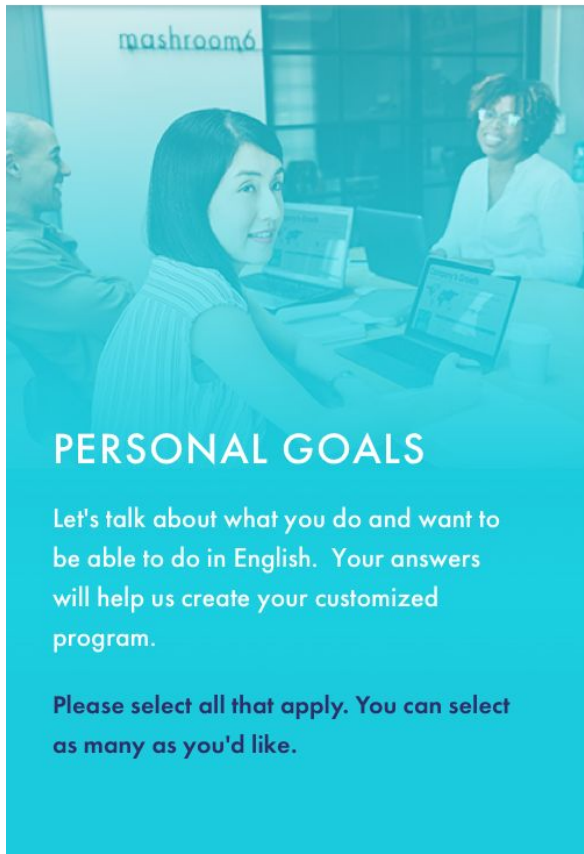 mashroom6
PERSONAL GOALS
Let's talk about what you do and want to
be able to do in English.  Your answers
will help us create your customized
program.
Please select all that apply. You can select
as many as you'd like.